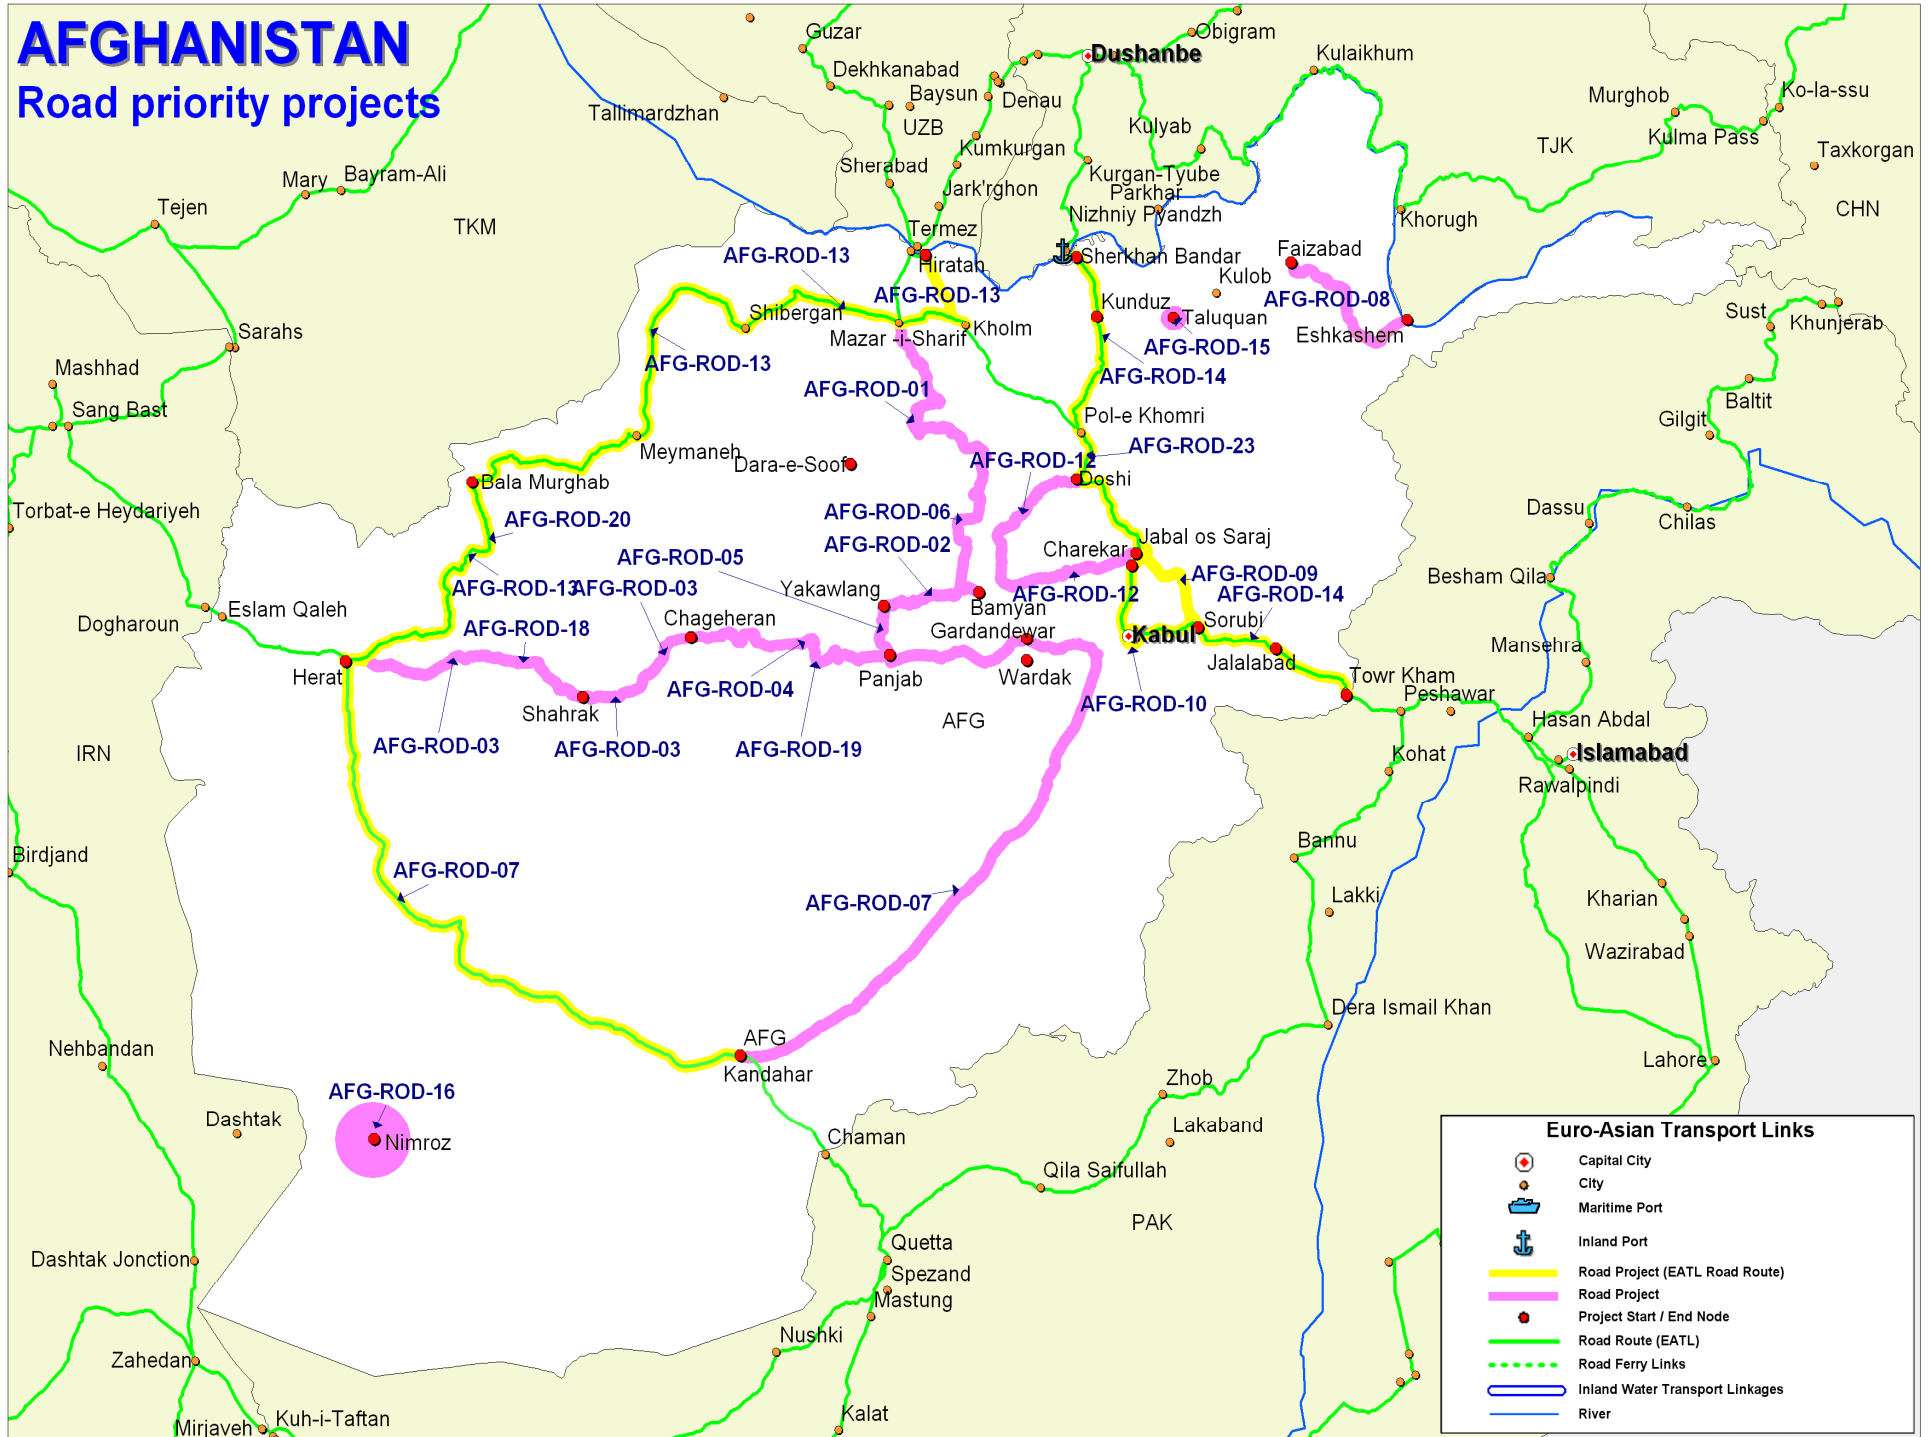 AFGHANISTAN
Road priority projects
Guzar
Obigram
Dushanbe
Kulaikhum
Dekhkanabad
Baysun
Denau
Tallimardzhan
UZB
Kulyab
Murghob
Ko-la-ssu
Kulma Pass
TJK
Taxkorgan
Kumkurgan
Sherabad
Mary
Bayram-Ali
Kurgan-Tyube
Jark'rghon
Parkhar
Tejen
Nizhniy Pyandzh
Khorugh
CHN
TKM
Termez
AFG-ROD-13
Hiratan
Sherkhan Bandar
Faizabad
Kulob
AFG-ROD-13
AFG-ROD-08
Kunduz
Taluquan
Shibergan
Kholm
Mazar -i-Sharif
Eshkashem
Sust
Khunjerab
Sarahs
AFG-ROD-15
AFG-ROD-13
AFG-ROD-14
Mashhad
AFG-ROD-01
Baltit
Sang Bast
Pol-e Khomri
Gilgit
Meymaneh
AFG-ROD-23
Dara-e-Soof
AFG-ROD-12
Doshi
Bala Murghab
Torbat-e Heydariyeh
AFG-ROD-20
AFG-ROD-06
Dassu
Chilas
AFG-ROD-02
AFG-ROD-05
Charekar
Jabal os Saraj
AFG-ROD-09
Besham Qila
AFG-ROD-13
AFG-ROD-03
Yakawlang
AFG-ROD-12
AFG-ROD-14
Bamyan
Eslam Qaleh
Dogharoun
Chageheran
Gardandewar
Sorubi
AFG-ROD-18
Kabul
Mansehra
Jalalabad
Herat
AFG-ROD-04
Panjab
Wardak
Towr Kham
Peshawar
Shahrak
AFG
AFG-ROD-10
Hasan Abdal
AFG-ROD-03
AFG-ROD-03
AFG-ROD-19
IRN
Kohat
Islamabad
Rawalpindi
Bannu
Birdjand
AFG-ROD-07
AFG-ROD-07
Lakki
Kharian
Wazirabad
Dera Ismail Khan
AFG
Nehbandan
Kandahar
Lahore
Zhob
AFG-ROD-16
Dashtak
Nimroz
Lakaband
Chaman
Qila Saifullah
PAK
Quetta
Dashtak Jonction
Spezand
Mastung
Nushki
Zahedan
Kalat
Mirjaveh
Kuh-i-Taftan
Euro-Asian Transport Links
Capital City
City
Maritime Port
Inland Port
Road Project (EATL Road Route)
Road Project
Project Start / End Node
Road Route (EATL)
Road Ferry Links
Inland Water Transport Linkages
River